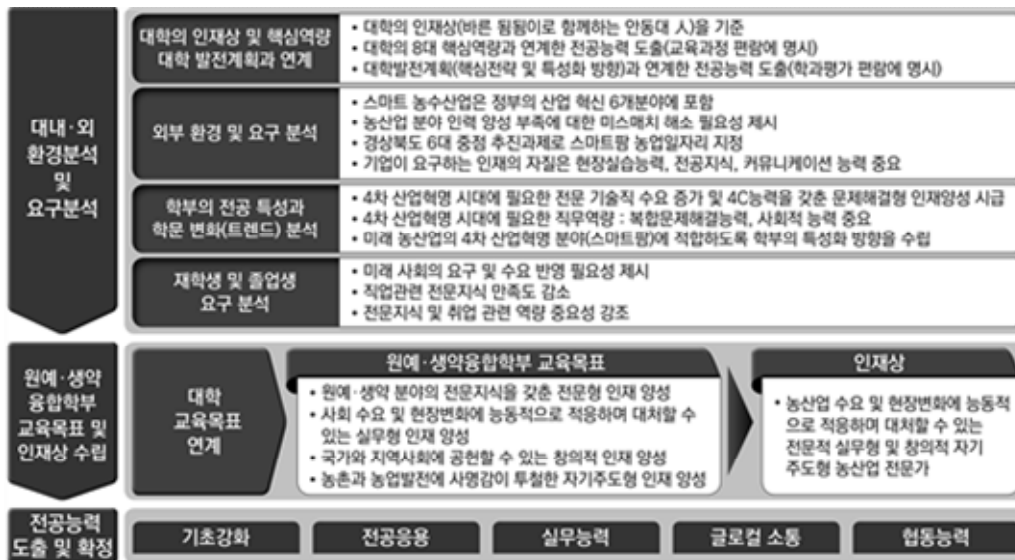 대내·외
환경분석
및
요구분석
대학의 인재상 및 핵심역량
대학 발전계획과 연계
• 대학의 인재상(바른 됨됨이로 함께하는 안동대 人)을 기준
• 대학의 8대 핵심역량과 연계한 전공능력 도출(교육과정 편람에 명시)
• 대학발전계획(핵심전략 및 특성화 방향)과 연계한 전공능력 도출(학과평가 편람에 명시)
외부 환경 및 요구 분석
• 스마트 농수산업은 정부의 산업 혁신 6개분야에 포함
• 농산업 분야 인력 양성 부족에 대한 미스매치 해소 필요성 제시
• 경상북도 6대 중점 추진과제로 스마트팜 농업일자리 지정
• 기업이 요구하는 인재의 자질은 현장실습능력, 전공지식, 커뮤니케이션 능력 중요
학부의 전공 특성과
학문 변화(트렌드) 분석
• 4차 산업혁명 시대에 필요한 전문 기술직 수요 증가 및 4C능력을 갖춘 문제해결형 인재양성 시급
• 4차 산업혁명 시대에 필요한 직무역량 : 복합문제해결능력, 사회적 능력 중요
• 미래 농산업의 4차 산업혁명 분야(스마트팜)에 적합하도록 학부의 특성화 방향을 수립
재학생 및 졸업생
요구 분석
• 미래 사회의 요구 및 수요 반영 필요성 제시
• 직업관련 전문지식 만족도 감소
• 전문지식 및 취업 관련 역량 중요성 강조
원예·생약
융합학부
교육목표 및
인재상 수립
대학
교육목표
연계
원예·생약융합학부 교육목표
• 원예·생약 분야의 전문지식을 갖춘 전문형 인재 양성
• 사회 수요 및 현장변화에 능동적으로 적응하며 대처할 수
있는 실무형 인재 양성
• 국가와 지역사회에 공헌할 수 있는 창의적 인재 양성
• 농촌과 농업발전에 사명감이 투철한 자기주도형 인재 양성
인재상
• 농산업 수요 및 현장변화에 능동적
으로 적응하며 대처할 수 있는
전문적 실무형 및 창의적 자기
주도형 농산업 전문가
전공능력
도출 및 확정
기초강화
전공응용
실무능력
글로컬 소통
협동능력